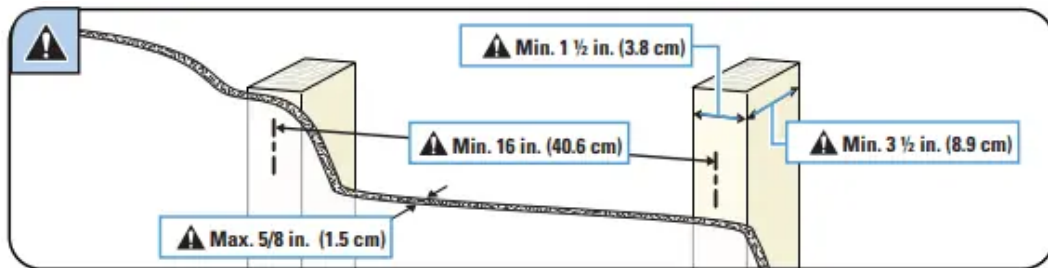 Min. 1 ½ in. (3.8 cm)
Min. 16 in. (40.6 cm)
Min. 3 ½ in. (8.9 cm)
Max. 5/8 in. (1.5 cm)